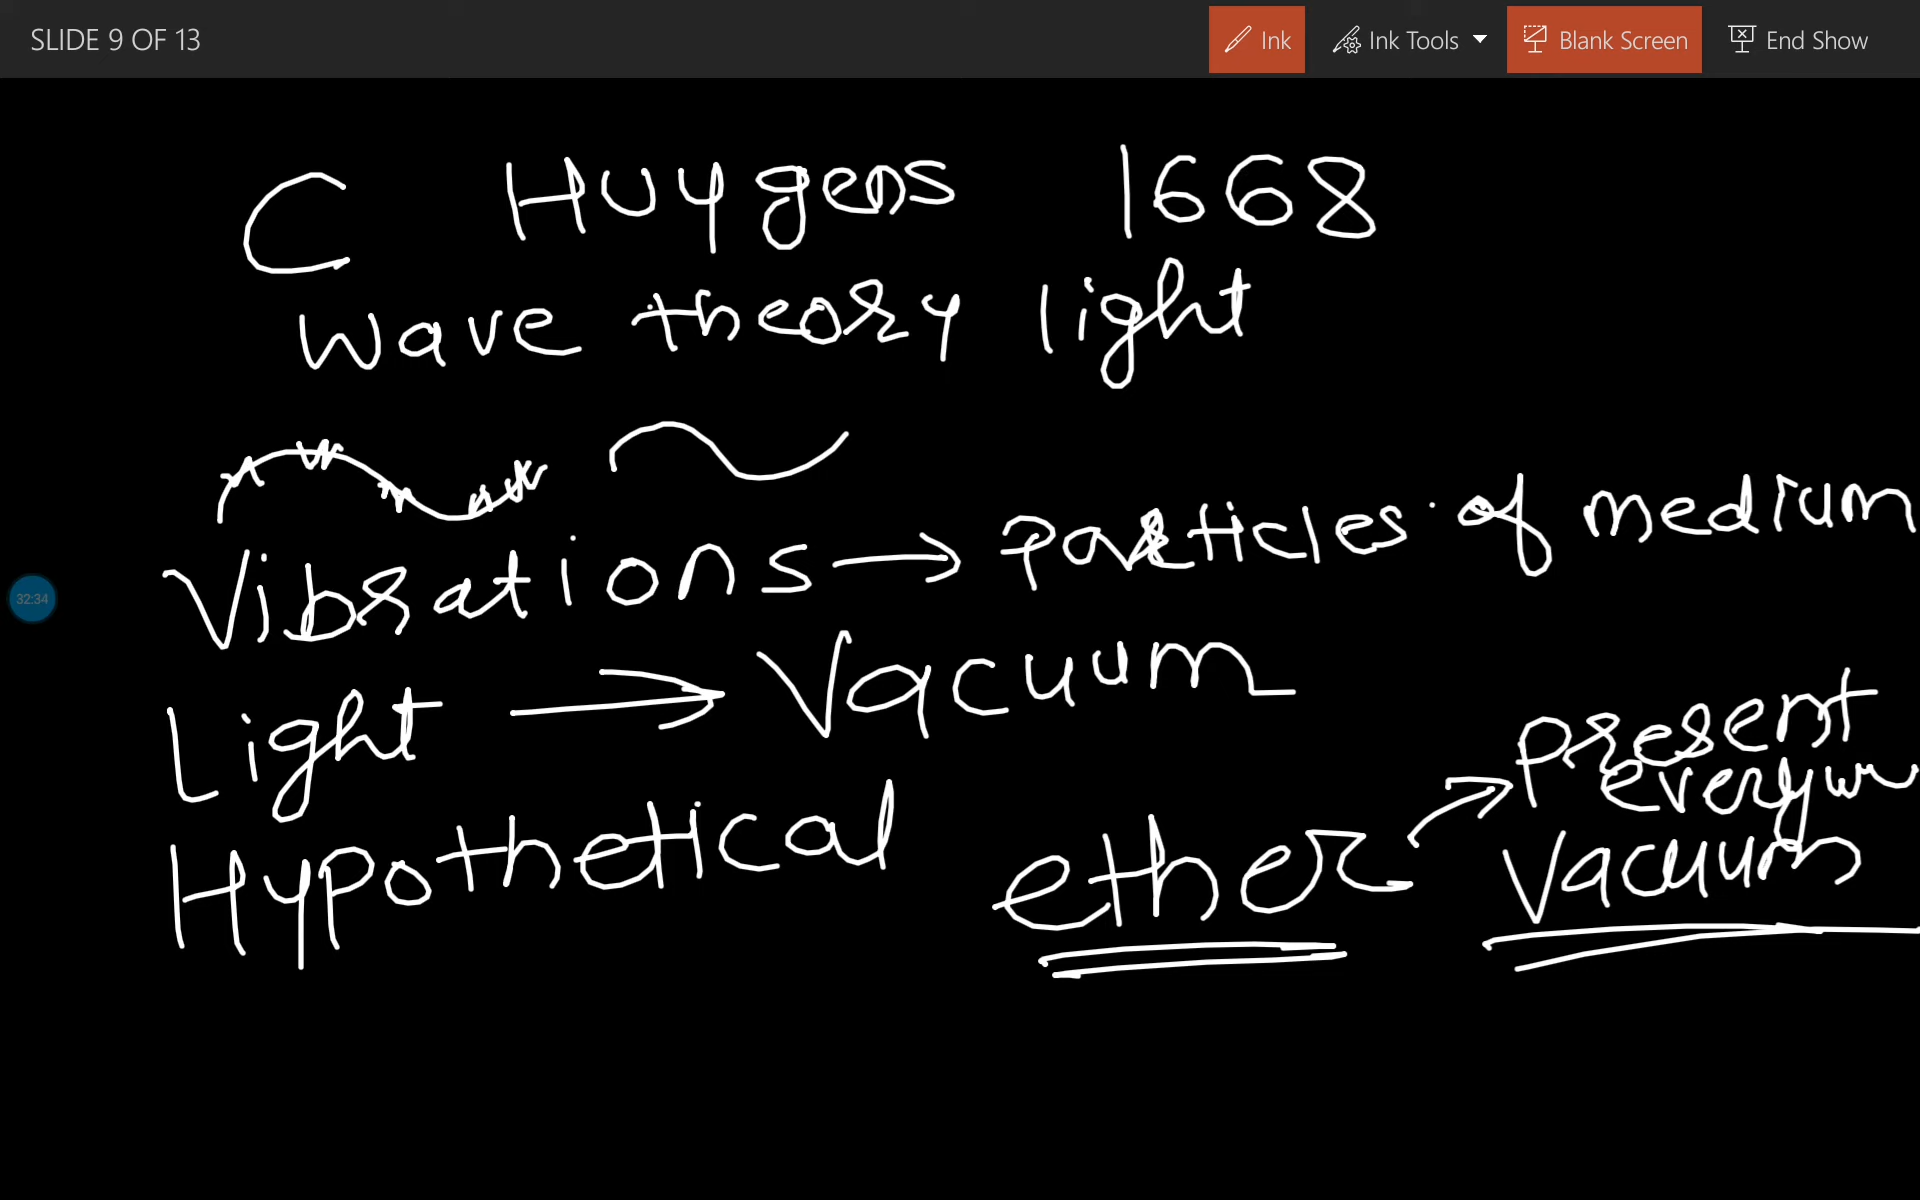 SLIDE 9 OF 13
Ink
Ink Tools
Blank Screen
End Show
C Huygens 1668
Wave theory light
Vibrations → particles of medium
32:34
Light → Vacuum
Hypothetical ether → present
Vacuum